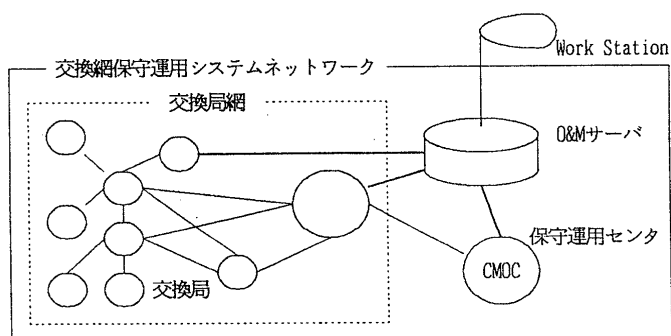 Work Station
交換網保守運用システムネットワーク
交換局網
O&Mサーバ
保守運用センタ
CMOC
交換局